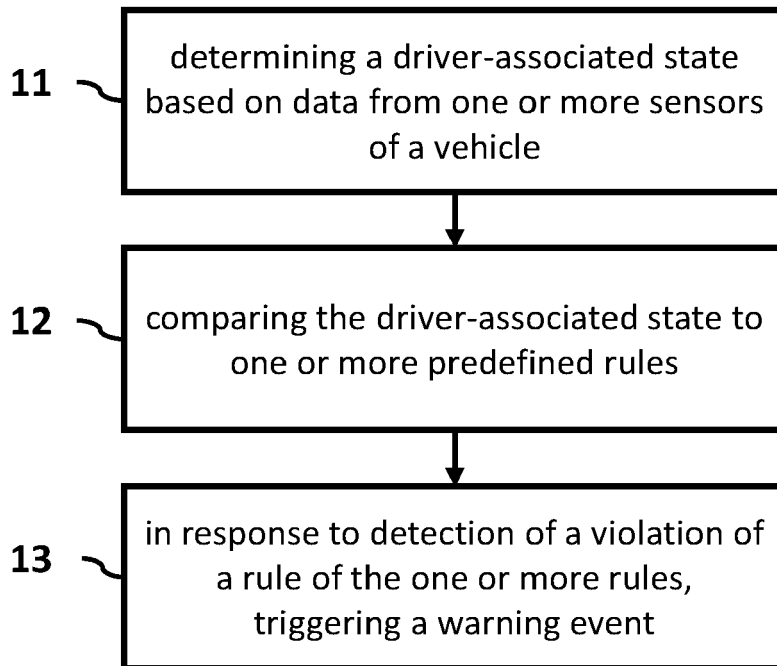 11
determining a driver-associated state
based on data from one or more sensors
of a vehicle
12
comparing the driver-associated state to
one or more predefined rules
13
in response to detection of a violation of
a rule of the one or more rules,
triggering a warning event